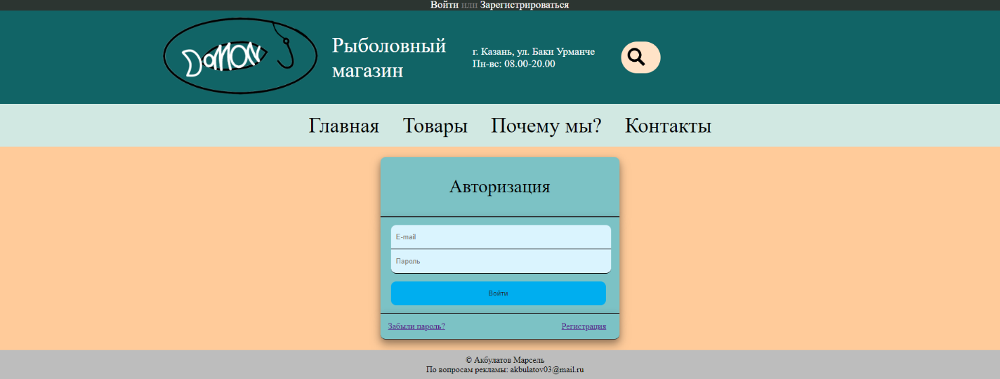 Войти или Зарегистрироваться
DaMON
Рыболовный
магазин
г. Казань, ул. Баки Урманче
Пн-вс: 08.00-20.00
Главная Товары Почему мы? Контакты
Авторизация
E-mail
Пароль
Войти
Забыли пароль? Регистрация
© Акбулатов Марсель
По вопросам рекламы: akbulatov03@mail.ru